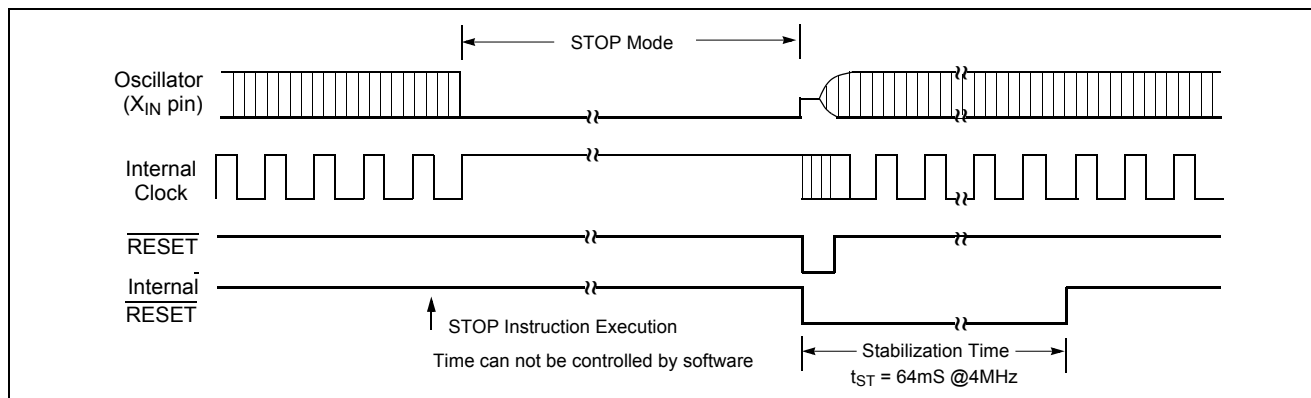 STOP Mode
Oscillator
(XIN pin)
Internal
Clock
RESET
Internal
RESET
STOP Instruction Execution
Time can not be controlled by software
Stabilization Time
tST = 64mS @4MHz